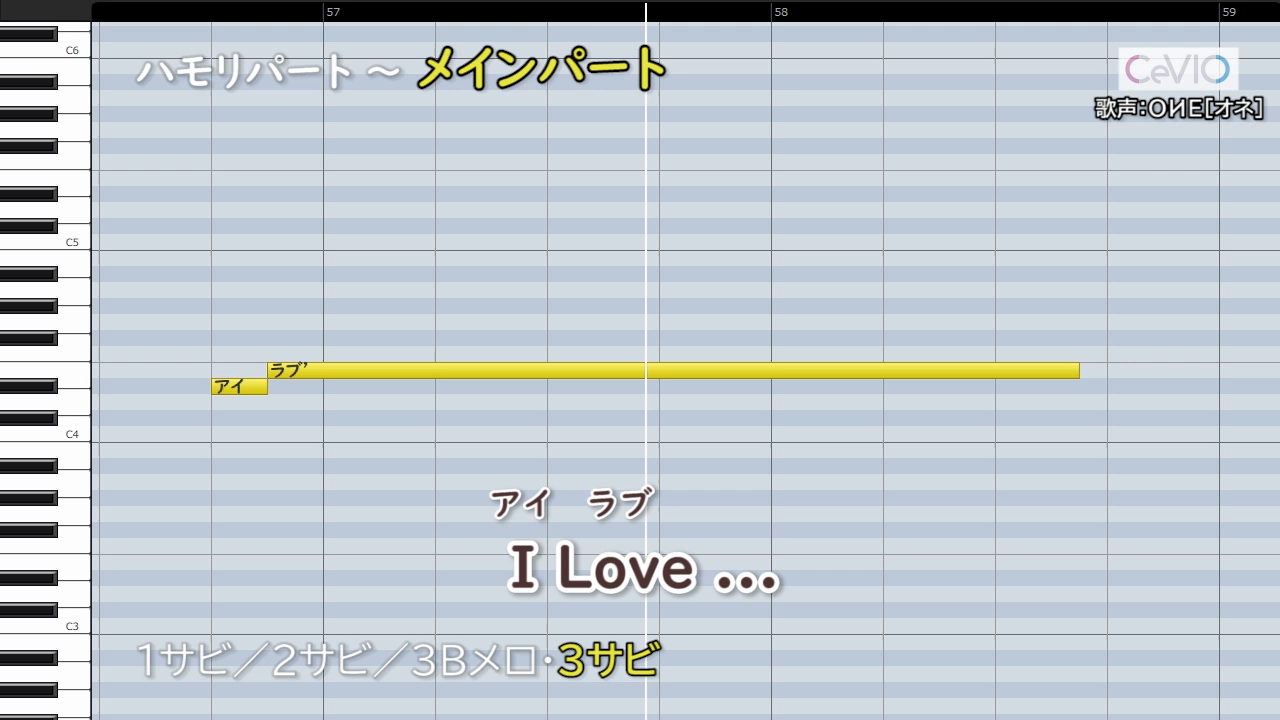 57
58
59
C6
ハモリパート ～ メインパート
CeVIO
歌声:OИE[オネ]
C5
ラブ’
アイ
C4
アイ ラブ
I Love ...
C3
1サビ／2サビ／3Bメロ・3サビ